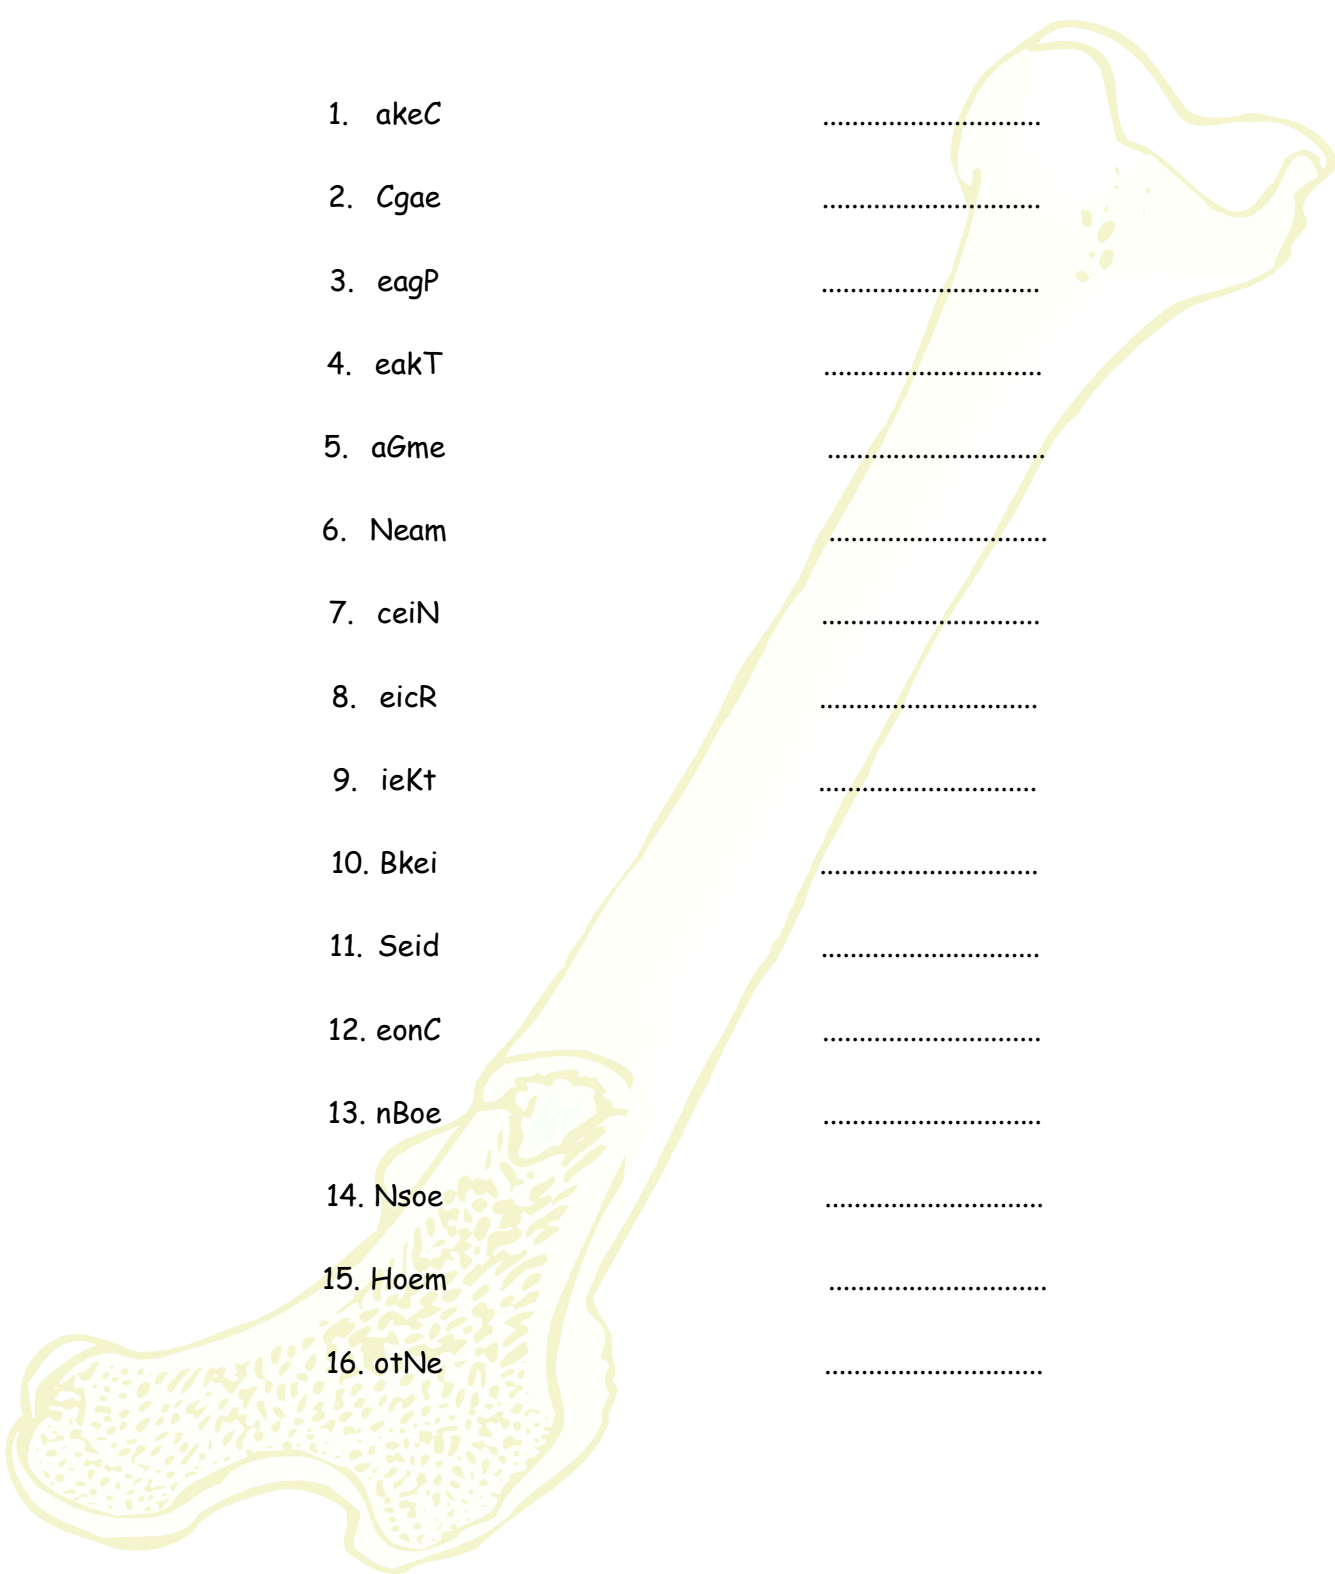 1. akeC ..............................
2. Cgae ..............................
3. eagP ..............................
4. eakT ..............................
5. aGme ..............................
6. Neam ..............................
7. ceiN ..............................
8. eicR ..............................
9. ieKt ..............................
10. Bkei ..............................
11. Seid ..............................
12. eonC ..............................
13. nBoe ..............................
14. Nsoe ..............................
15. Hoem ..............................
16. otNe ..............................